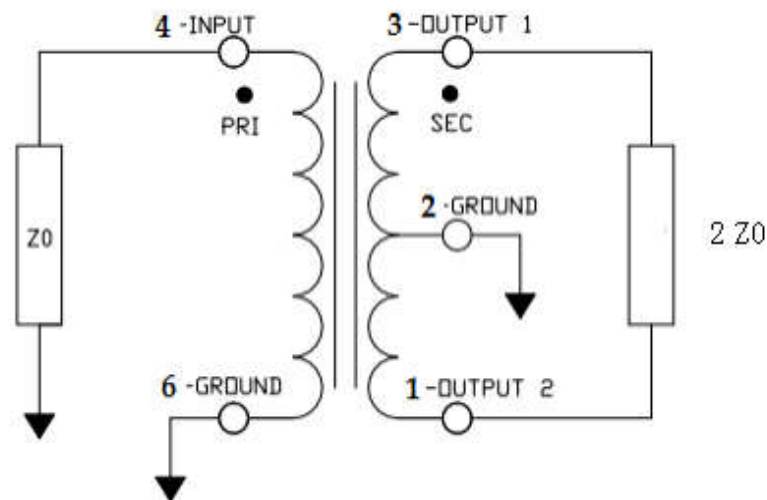 4 -INPUT
3 -OUTPUT 1
PRI
SEC
2 -GROUND
Z0
2 Z0
6 -GROUND
1 -OUTPUT 2